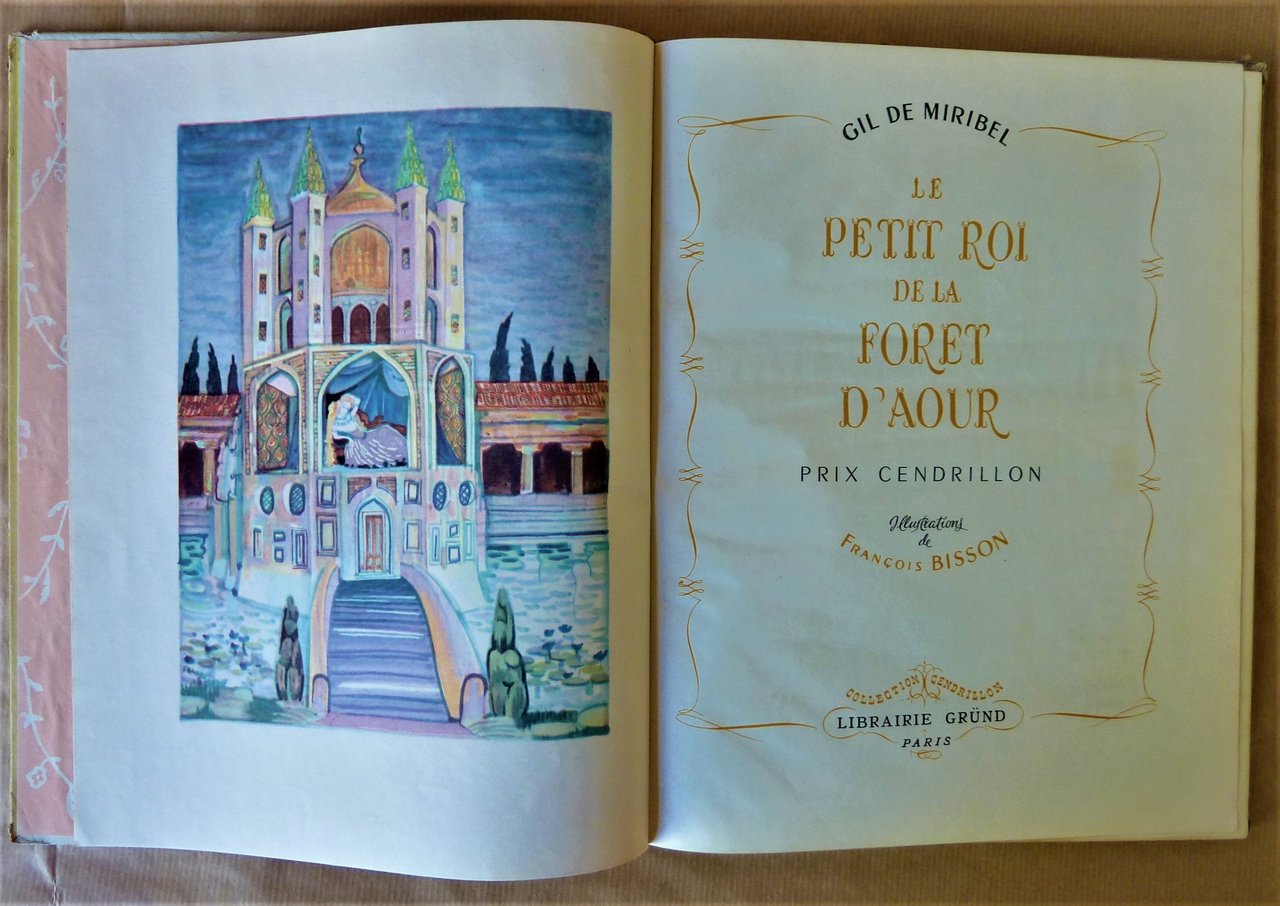 GIL DE MIRIBEL
LE
PETIT ROI
DE LA
FORET
D'AOUR
PRIX CENDRILLON
Illustrations
de
FRANÇOIS BISSON
COLLECTION CENDRILLON
LIBRAIRIE GRÜND
PARIS